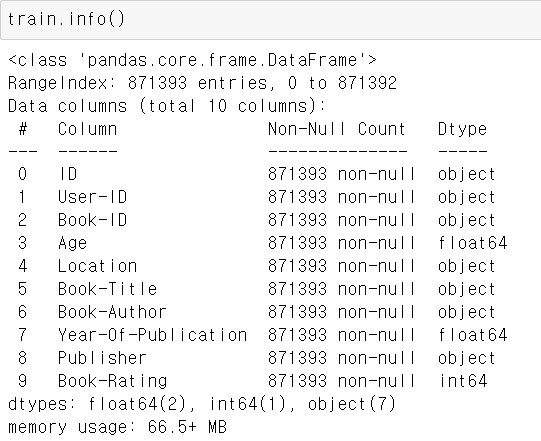 train.info()
<class 'pandas.core.frame.DataFrame'>
RangeIndex: 871393 entries, 0 to 871392
Data columns (total 10 columns):
 #   Column               Non-Null Count   Dtype
---  ------               --------------   -----
 0   ID                   871393 non-null  object
 1   User-ID              871393 non-null  object
 2   Book-ID              871393 non-null  object
 3   Age                  871393 non-null  float64
 4   Location             871393 non-null  object
 5   Book-Title           871393 non-null  object
 6   Book-Author          871393 non-null  object
 7   Year-Of-Publication  871393 non-null  float64
 8   Publisher            871393 non-null  object
 9   Book-Rating          871393 non-null  int64
dtypes: float64(2), int64(1), object(7)
memory usage: 66.5+ MB